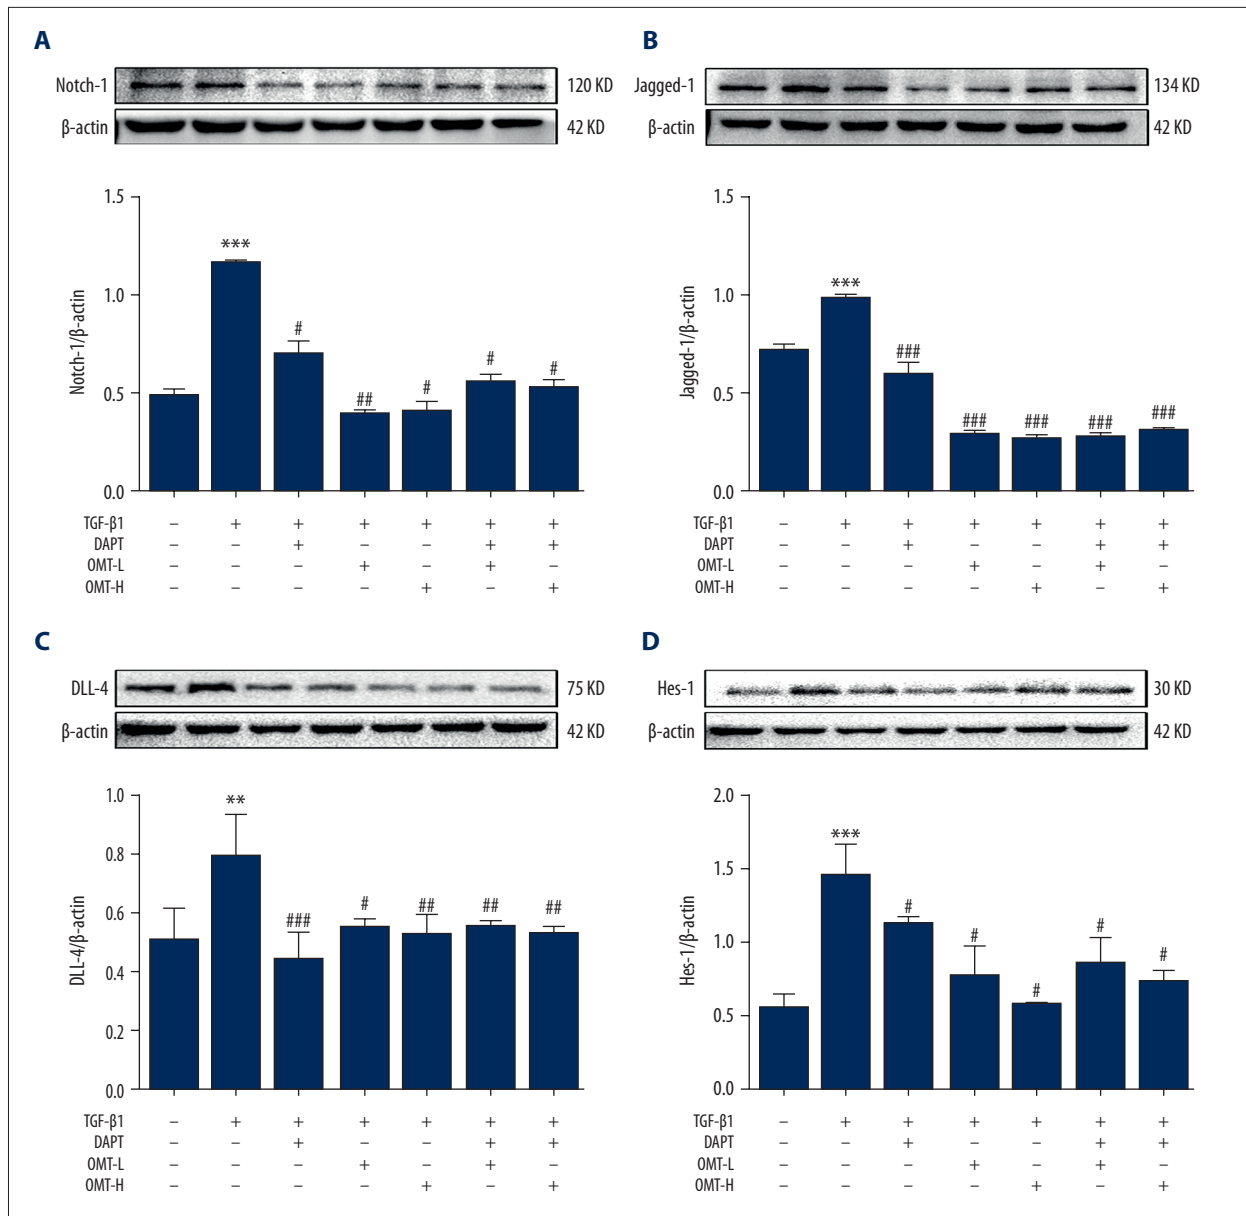 A
Notch-1 120 KD
β-actin 42 KD
1.5
1.0
0.5
0.0
Notch-1/β-actin
***
#
##
#
#
#
TGF-β1 – + + + + + +
DAPT – – + – – + +
OMT-L – – – + – + –
OMT-H – – – – + – +
B
Jagged-1 134 KD
β-actin 42 KD
1.5
1.0
0.5
0.0
Jagged-1/β-actin
***
###
###
###
###
###
TGF-β1 – + + + + + +
DAPT – – + – – + +
OMT-L – – – + – + –
OMT-H – – – – + – +
C
DLL-4 75 KD
β-actin 42 KD
1.0
0.8
0.6
0.4
0.2
0.0
DLL-4/β-actin
**
###
#
##
##
##
TGF-β1 – + + + + + +
DAPT – – + – – + +
OMT-L – – – + – + –
OMT-H – – – – + – +
D
Hes-1 30 KD
β-actin 42 KD
2.0
1.5
1.0
0.5
0.0
Hes-1/β-actin
***
#
#
#
#
#
TGF-β1 – + + + + + +
DAPT – – + – – + +
OMT-L – – – + – + –
OMT-H – – – – + – +